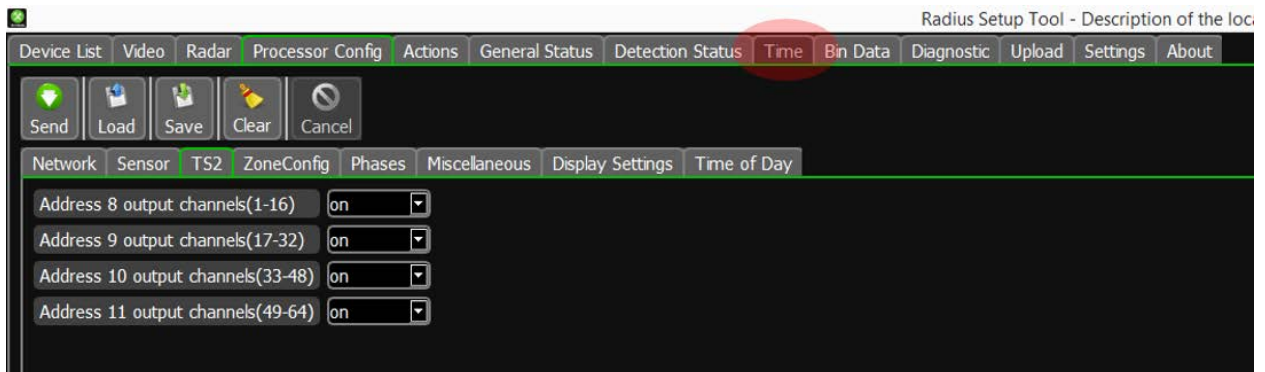 Radius Setup Tool - Description of the loc
Device List Video Radar Processor Config Actions General Status Detection Status Time Bin Data Diagnostic Upload Settings About
Send Load Save Clear Cancel
Network Sensor TS2 ZoneConfig Phases Miscellaneous Display Settings Time of Day
Address 8 output channels(1-16) on
Address 9 output channels(17-32) on
Address 10 output channels(33-48) on
Address 11 output channels(49-64) on